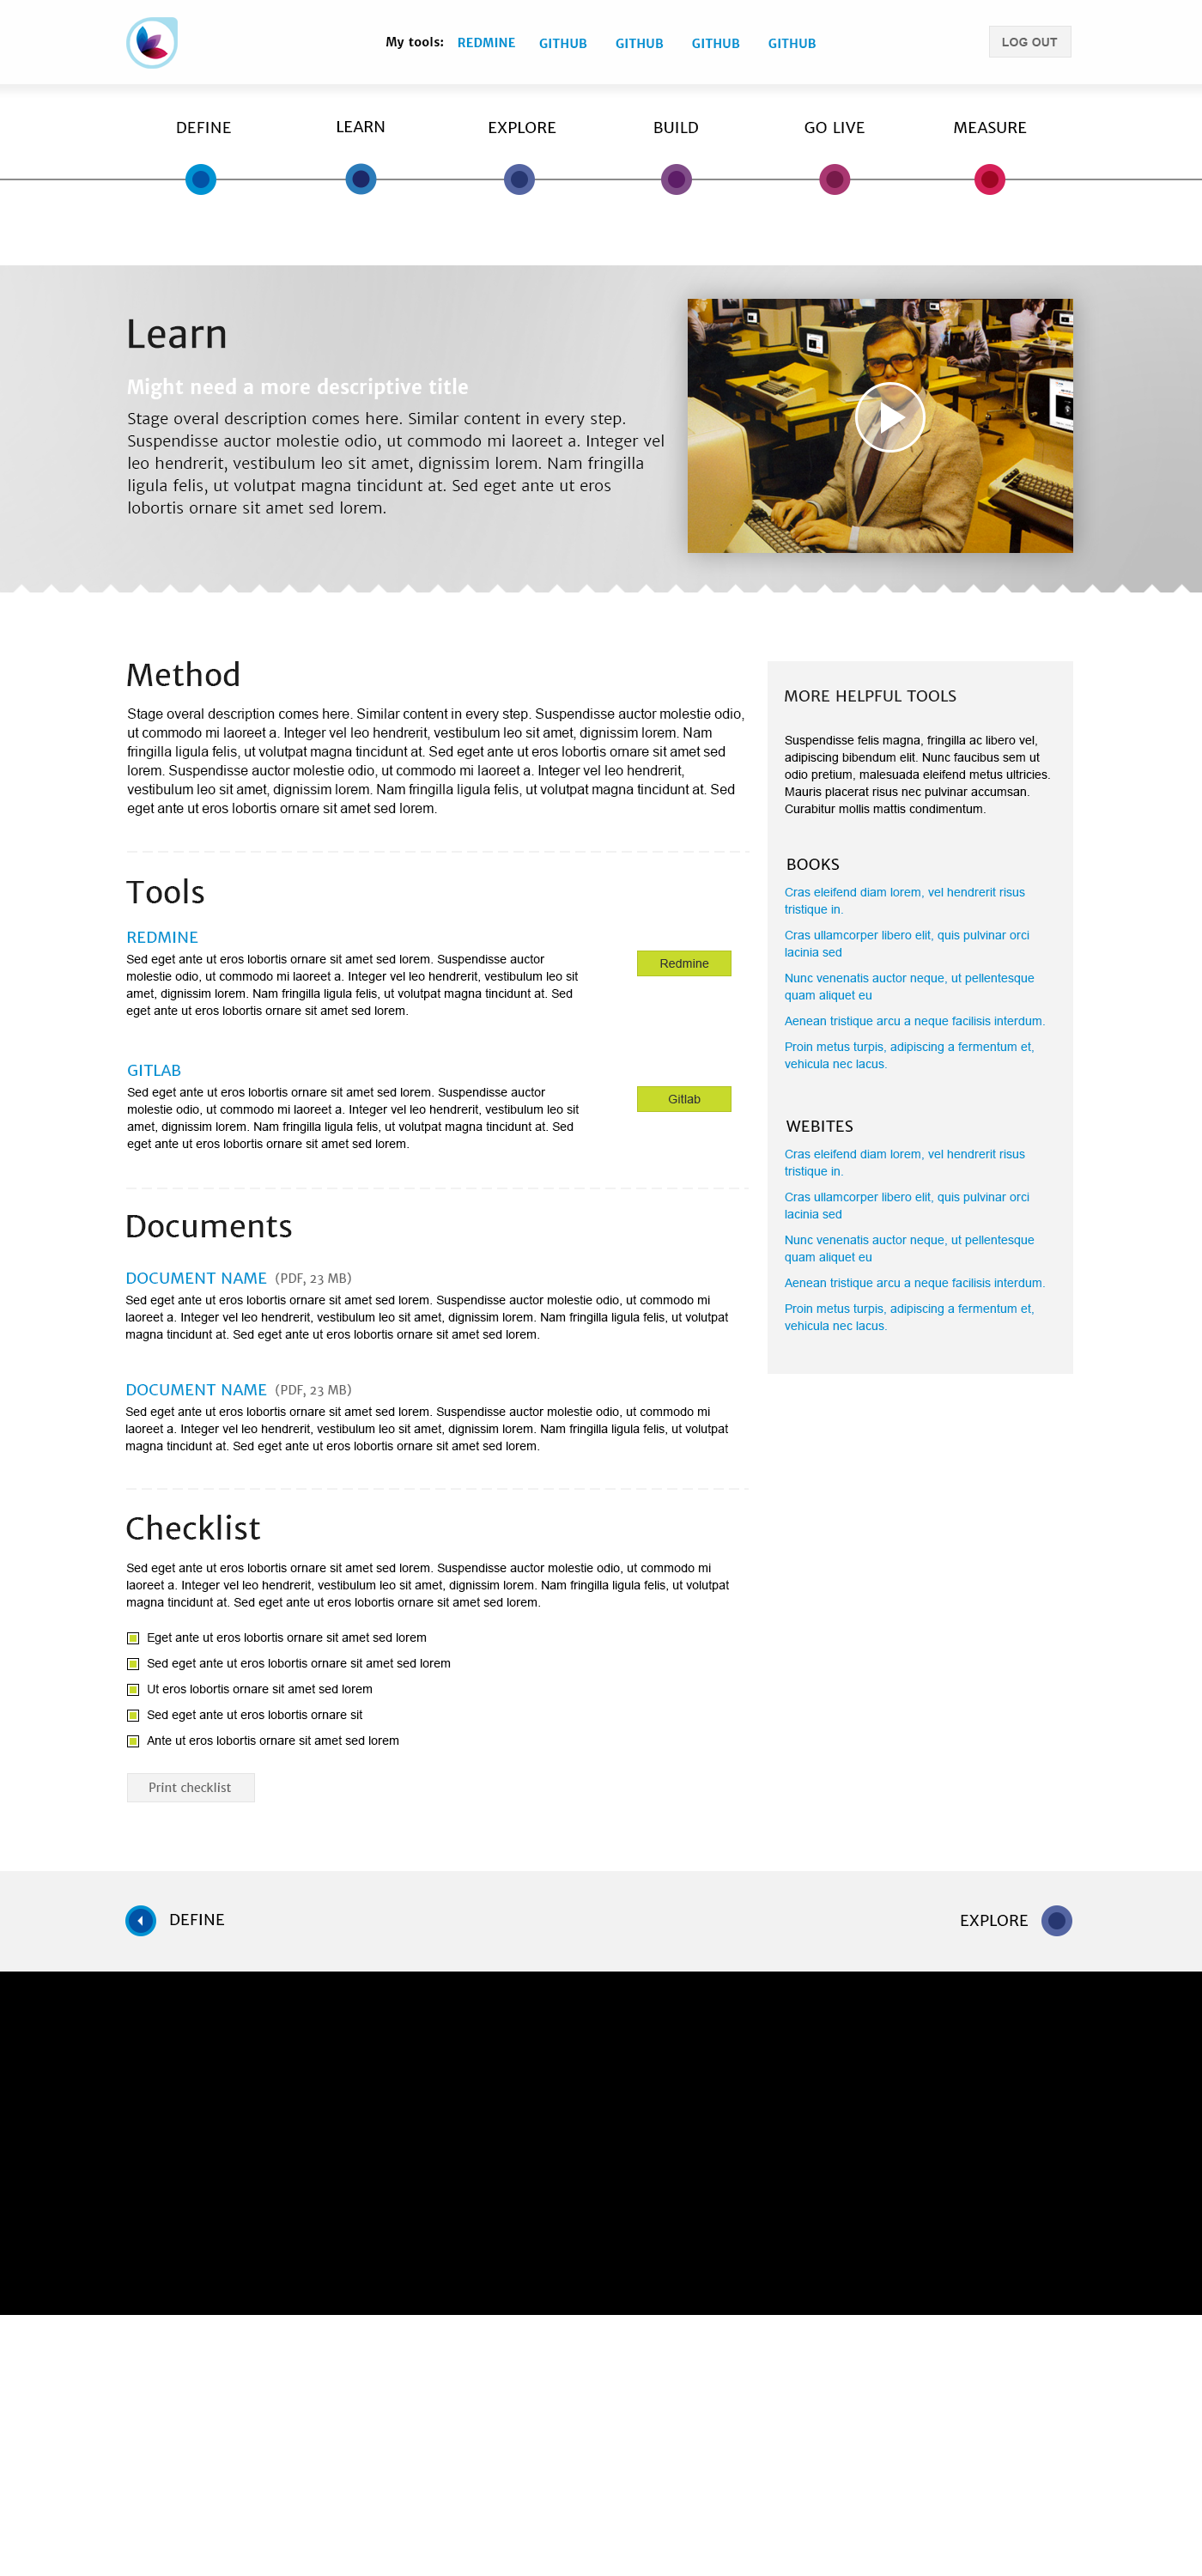 My tools: REDMINE GITHUB GITHUB GITHUB GITHUB LOG OUT
DEFINE LEARN EXPLORE BUILD GO LIVE MEASURE
Learn
Might need a more descriptive title
Stage overal description comes here. Similar content in every step.
Suspendisse auctor molestie odio, ut commodo mi laoreet a. Integer vel
leo hendrerit, vestibulum leo sit amet, dignissim lorem. Nam fringilla
ligula felis, ut volutpat magna tincidunt at. Sed eget ante ut eros
lobortis ornare sit amet sed lorem.
Method
Stage overal description comes here. Similar content in every step. Suspendisse auctor molestie odio,
ut commodo mi laoreet a. Integer vel leo hendrerit, vestibulum leo sit amet, dignissim lorem. Nam
fringilla ligula felis, ut volutpat magna tincidunt at. Sed eget ante ut eros lobortis ornare sit amet sed
lorem. Suspendisse auctor molestie odio, ut commodo mi laoreet a. Integer vel leo hendrerit,
vestibulum leo sit amet, dignissim lorem. Nam fringilla ligula felis, ut volutpat magna tincidunt at. Sed
eget ante ut eros lobortis ornare sit amet sed lorem.
Tools
REDMINE
Sed eget ante ut eros lobortis ornare sit amet sed lorem. Suspendisse auctor
molestie odio, ut commodo mi laoreet a. Integer vel leo hendrerit, vestibulum leo sit
amet, dignissim lorem. Nam fringilla ligula felis, ut volutpat magna tincidunt at. Sed
eget ante ut eros lobortis ornare sit amet sed lorem.
Redmine
GITLAB
Sed eget ante ut eros lobortis ornare sit amet sed lorem. Suspendisse auctor
molestie odio, ut commodo mi laoreet a. Integer vel leo hendrerit, vestibulum leo sit
amet, dignissim lorem. Nam fringilla ligula felis, ut volutpat magna tincidunt at. Sed
eget ante ut eros lobortis ornare sit amet sed lorem.
Gitlab
Documents
DOCUMENT NAME (PDF, 23 MB)
Sed eget ante ut eros lobortis ornare sit amet sed lorem. Suspendisse auctor molestie odio, ut commodo mi
laoreet a. Integer vel leo hendrerit, vestibulum leo sit amet, dignissim lorem. Nam fringilla ligula felis, ut volutpat
magna tincidunt at. Sed eget ante ut eros lobortis ornare sit amet sed lorem.
DOCUMENT NAME (PDF, 23 MB)
Sed eget ante ut eros lobortis ornare sit amet sed lorem. Suspendisse auctor molestie odio, ut commodo mi
laoreet a. Integer vel leo hendrerit, vestibulum leo sit amet, dignissim lorem. Nam fringilla ligula felis, ut volutpat
magna tincidunt at. Sed eget ante ut eros lobortis ornare sit amet sed lorem.
Checklist
Sed eget ante ut eros lobortis ornare sit amet sed lorem. Suspendisse auctor molestie odio, ut commodo mi
laoreet a. Integer vel leo hendrerit, vestibulum leo sit amet, dignissim lorem. Nam fringilla ligula felis, ut volutpat
magna tincidunt at. Sed eget ante ut eros lobortis ornare sit amet sed lorem.
Eget ante ut eros lobortis ornare sit amet sed lorem
Sed eget ante ut eros lobortis ornare sit amet sed lorem
Ut eros lobortis ornare sit amet sed lorem
Sed eget ante ut eros lobortis ornare sit
Ante ut eros lobortis ornare sit amet sed lorem
Print checklist
MORE HELPFUL TOOLS
Suspendisse felis magna, fringilla ac libero vel,
adipiscing bibendum elit. Nunc faucibus sem ut
odio pretium, malesuada eleifend metus ultricies.
Mauris placerat risus nec pulvinar accumsan.
Curabitur mollis mattis condimentum.
BOOKS
Cras eleifend diam lorem, vel hendrerit risus
tristique in.
Cras ullamcorper libero elit, quis pulvinar orci
lacinia sed
Nunc venenatis auctor neque, ut pellentesque
quam aliquet eu
Aenean tristique arcu a neque facilisis interdum.
Proin metus turpis, adipiscing a fermentum et,
vehicula nec lacus.
WEBITES
Cras eleifend diam lorem, vel hendrerit risus
tristique in.
Cras ullamcorper libero elit, quis pulvinar orci
lacinia sed
Nunc venenatis auctor neque, ut pellentesque
quam aliquet eu
Aenean tristique arcu a neque facilisis interdum.
Proin metus turpis, adipiscing a fermentum et,
vehicula nec lacus.
DEFINE EXPLORE